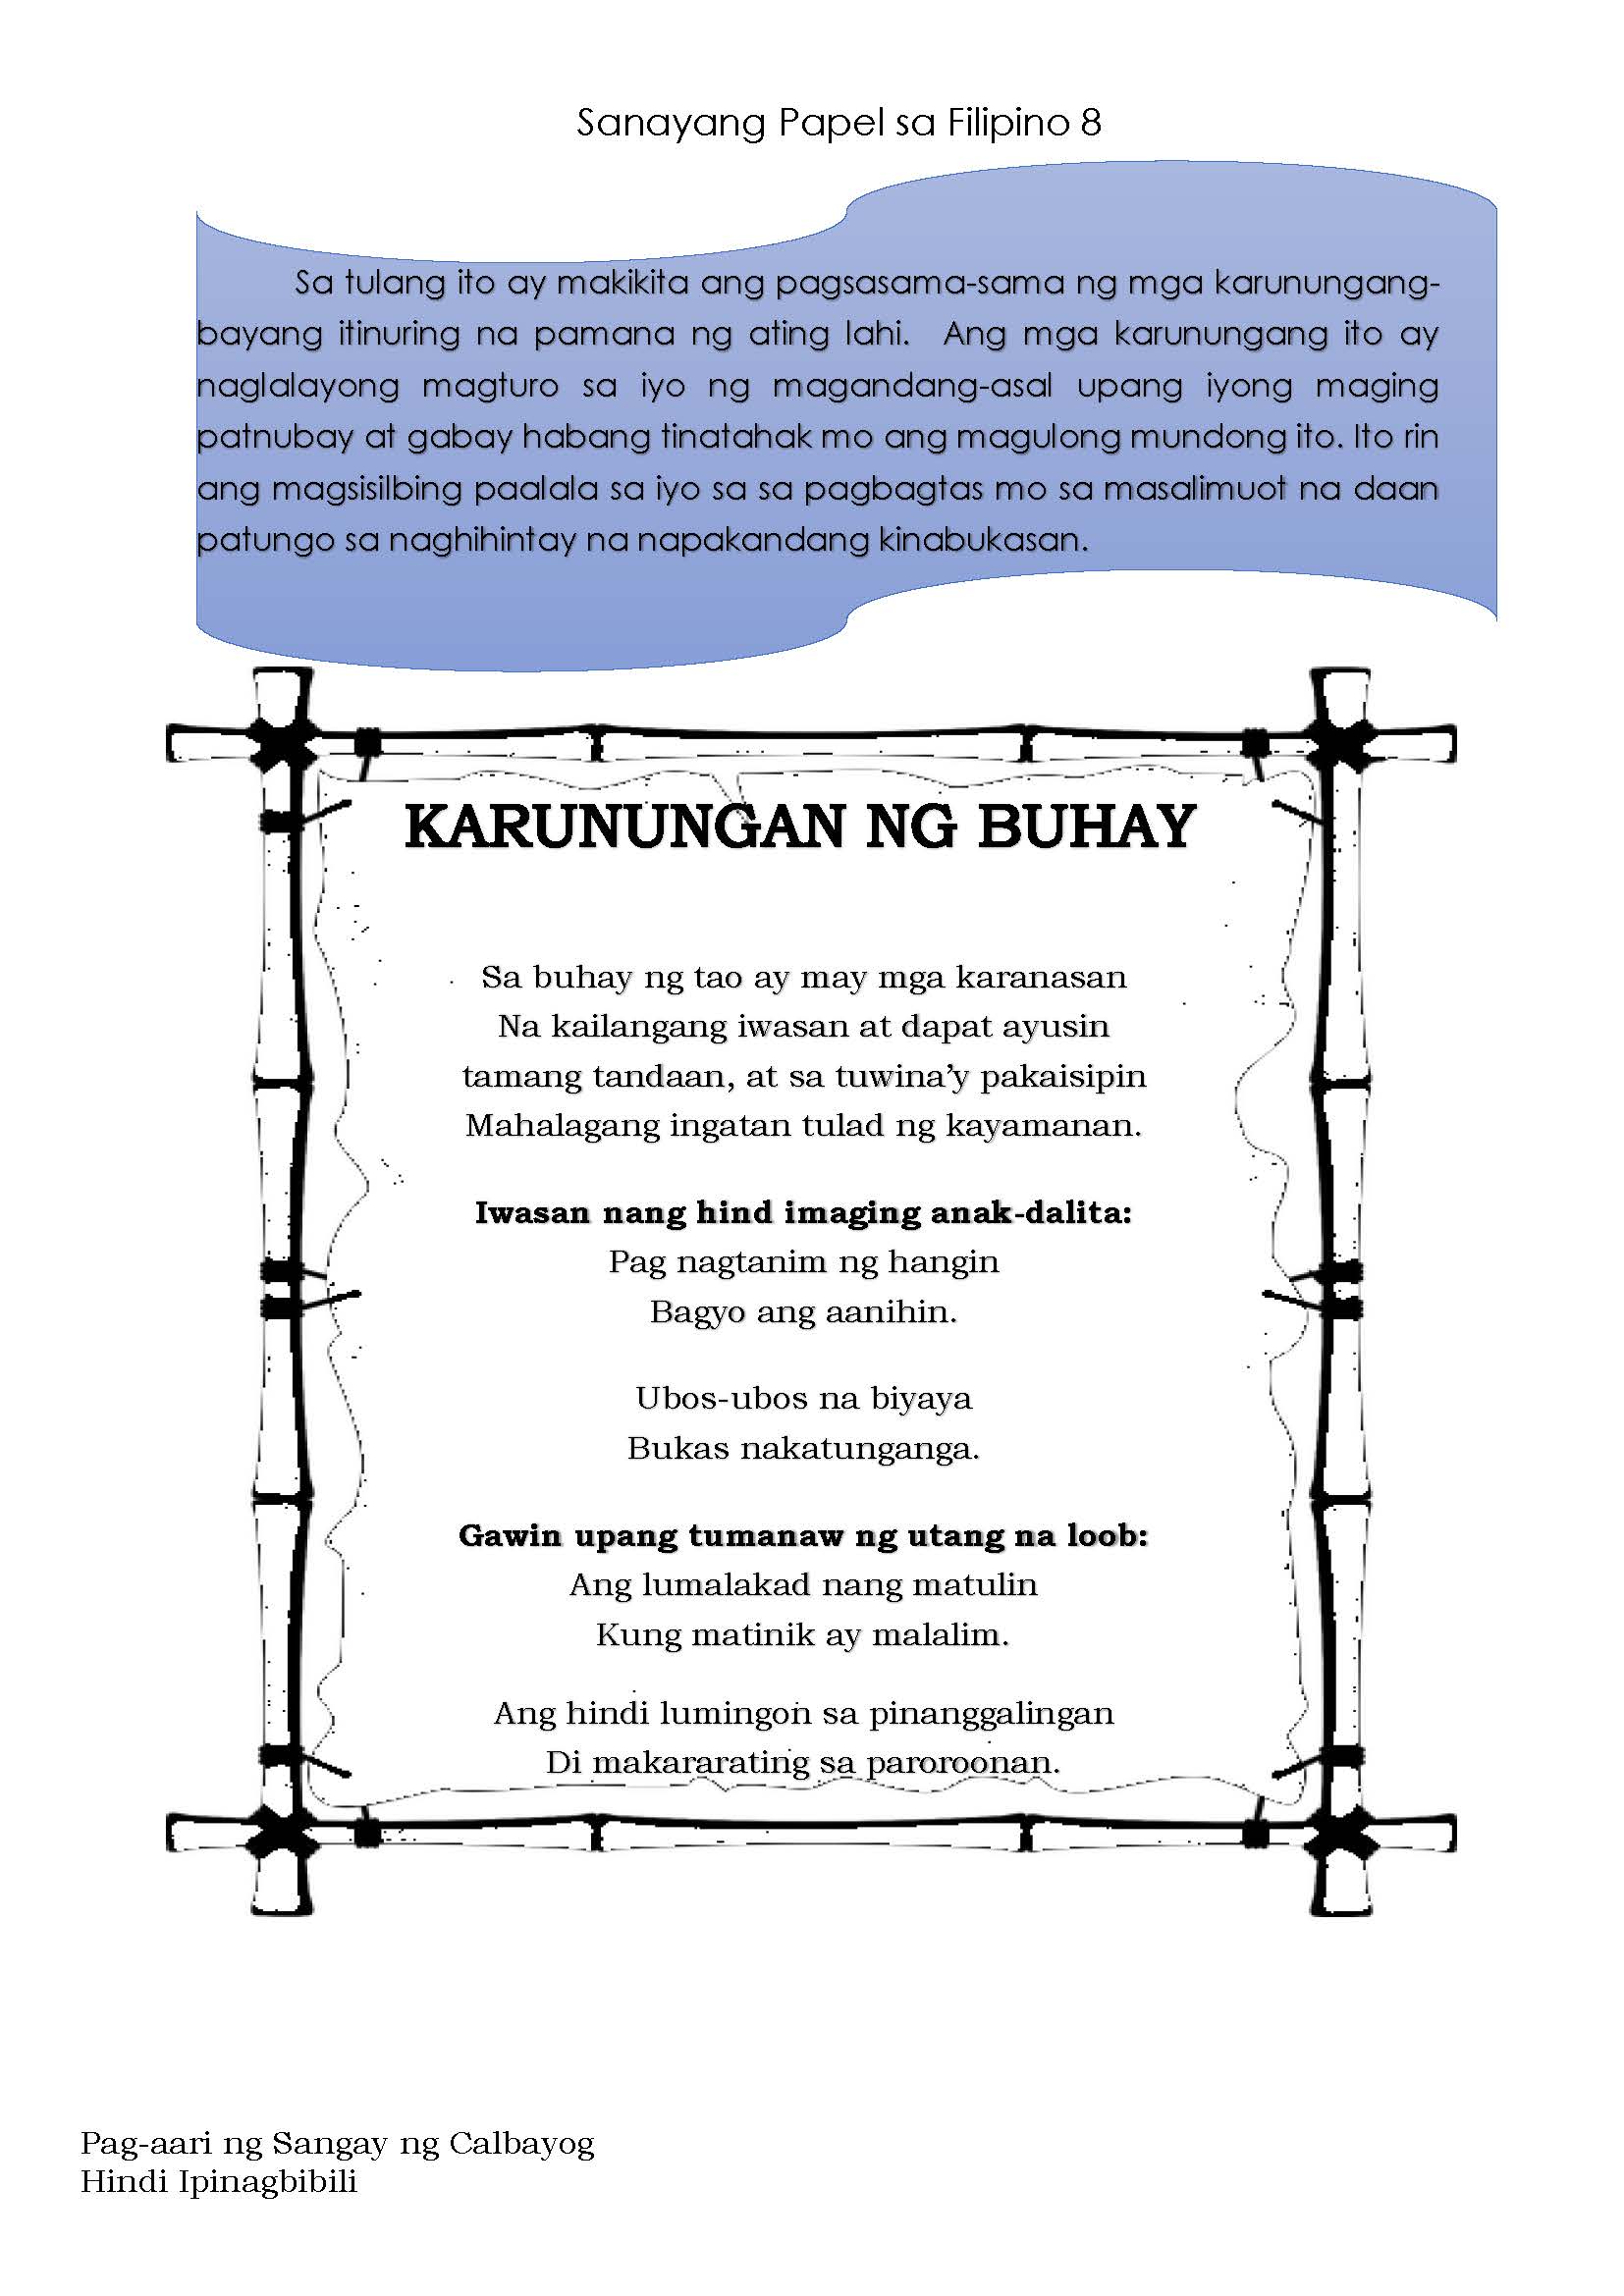 Sanayang Papel sa Filipino 8
Sa tulang ito ay makikita ang pagsasama-sama ng mga karunungang-
bayang itinuring na pamana ng ating lahi. Ang mga karunungang ito ay
naglalayong magturo sa iyo ng magandang-asal upang iyong maging
patnubay at gabay habang tinatahak mo ang magulong mundong ito. Ito rin
ang magsisilbing paalala sa iyo sa sa pagbagtas mo sa masalimuot na daan
patungo sa naghihintay na napakandang kinabukasan.
KARUNUNGAN NG BUHAY
Sa buhay ng tao ay may mga karanasan
Na kailangang iwasan at dapat ayusin
tamang tandaan, at sa tuwina’y pakaisipin
Mahalagang ingatan tulad ng kayamanan.
Iwasan nang hind imaging anak-dalita:
Pag nagtanim ng hangin
Bagyo ang aanihin.
Ubos-ubos na biyaya
Bukas nakatunganga.
Gawin upang tumanaw ng utang na loob:
Ang lumalakad nang matulin
Kung matinik ay malalim.
Ang hindi lumingon sa pinanggalingan
Di makararating sa paroroonan.
Pag-aari ng Sangay ng Calbayog
Hindi Ipinagbibili